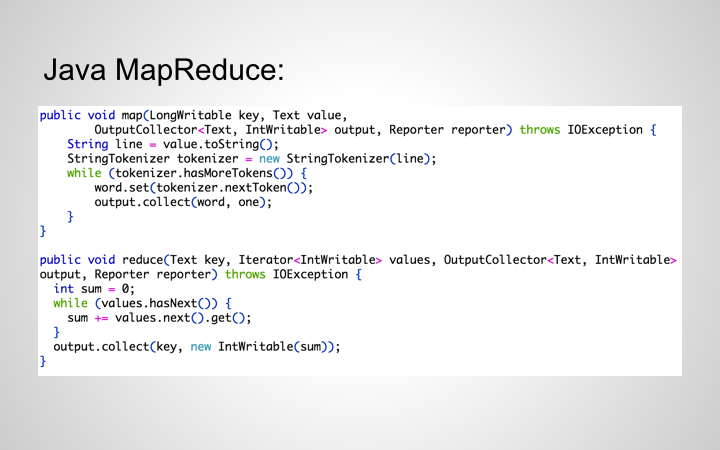 Java MapReduce:
public void map(LongWritable key, Text value,
        OutputCollector<Text, IntWritable> output, Reporter reporter) throws IOException {
    String line = value.toString();
    StringTokenizer tokenizer = new StringTokenizer(line);
    while (tokenizer.hasMoreTokens()) {
        word.set(tokenizer.nextToken());
        output.collect(word, one);
    }
}

public void reduce(Text key, Iterator<IntWritable> values, OutputCollector<Text, IntWritable>
output, Reporter reporter) throws IOException {
  int sum = 0;
  while (values.hasNext()) {
    sum += values.next().get();
  }
  output.collect(key, new IntWritable(sum));
}